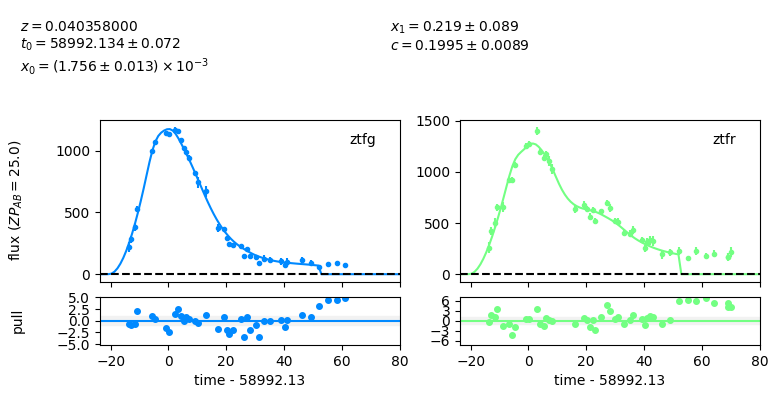 z = 0.040358000
t₀ = 58992.134 ± 0.072
x₀ = (1.756 ± 0.013) × 10⁻³
x₁ = 0.219 ± 0.089
c = 0.1995 ± 0.0089
flux (ZP_AB = 25.0)
1000
500
0
ztfg
1500
1000
500
0
ztfr
pull
5.0
2.5
0.0
−2.5
−5.0
−20 0 20 40 60 80
time - 58992.13
6
3
0
−3
−6
−20 0 20 40 60 80
time - 58992.13